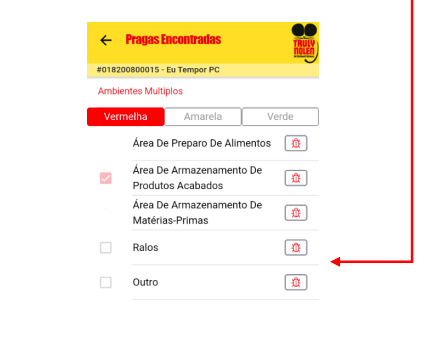 Pragas Encontradas
TRULY
NOLEN
#018200800015 - Eu Tempor PC
Ambientes Multiplos
Vermelha Amarela Verde
Área De Preparo De Alimentos
Área De Armazenamento De
Produtos Acabados
Área De Armazenamento De
Matérias-Primas
Ralos
Outro